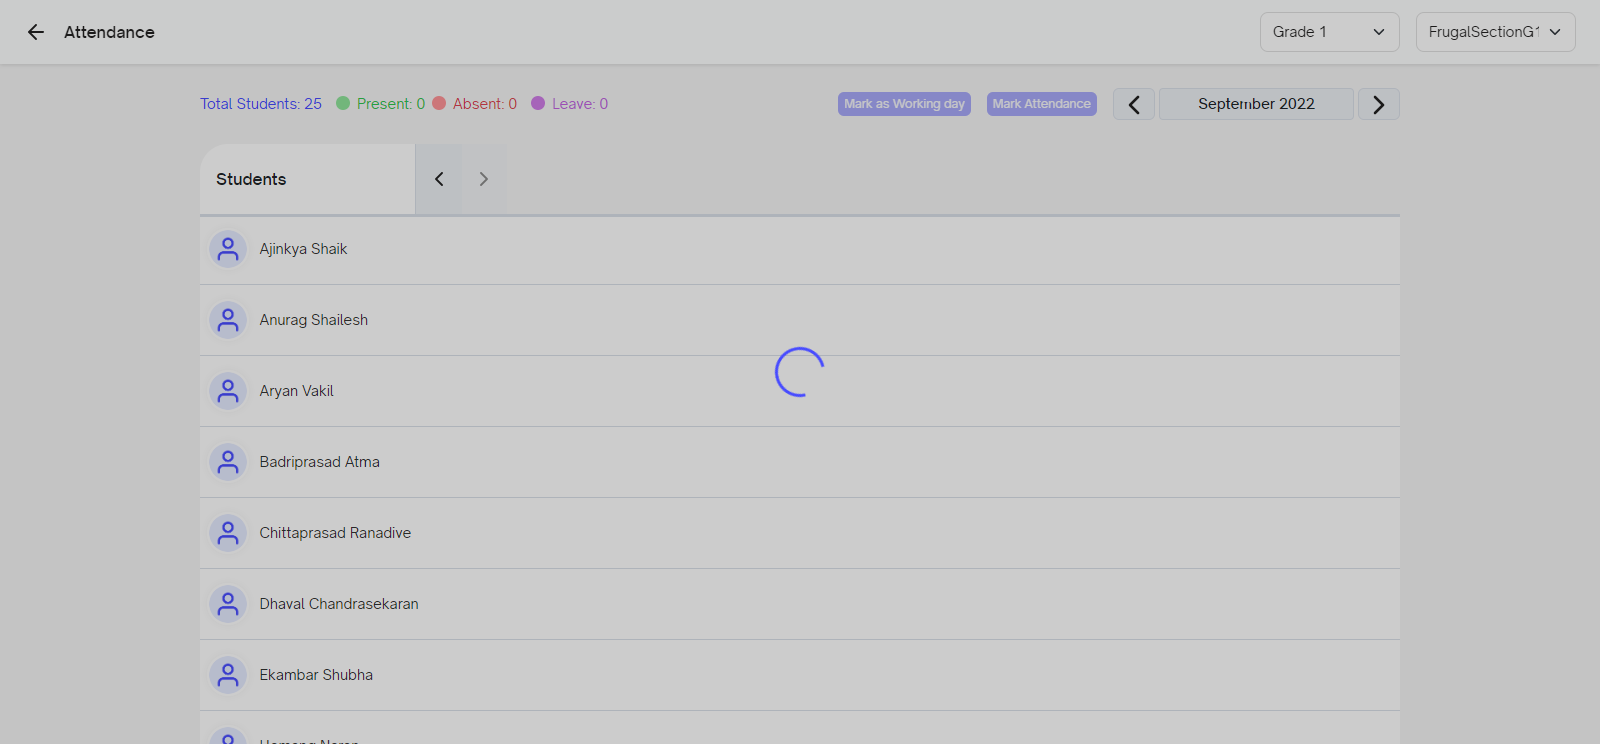 Attendance
Grade 1
FrugalSectionG1
Total Students: 25
Present: 0
Absent: 0
Leave: 0
Mark as Working day
Mark Attendance
September 2022
Students
Ajinkya Shaik
Anurag Shailesh
Aryan Vakil
Badriprasad Atma
Chittaprasad Ranadive
Dhaval Chandrasekaran
Ekambar Shubha